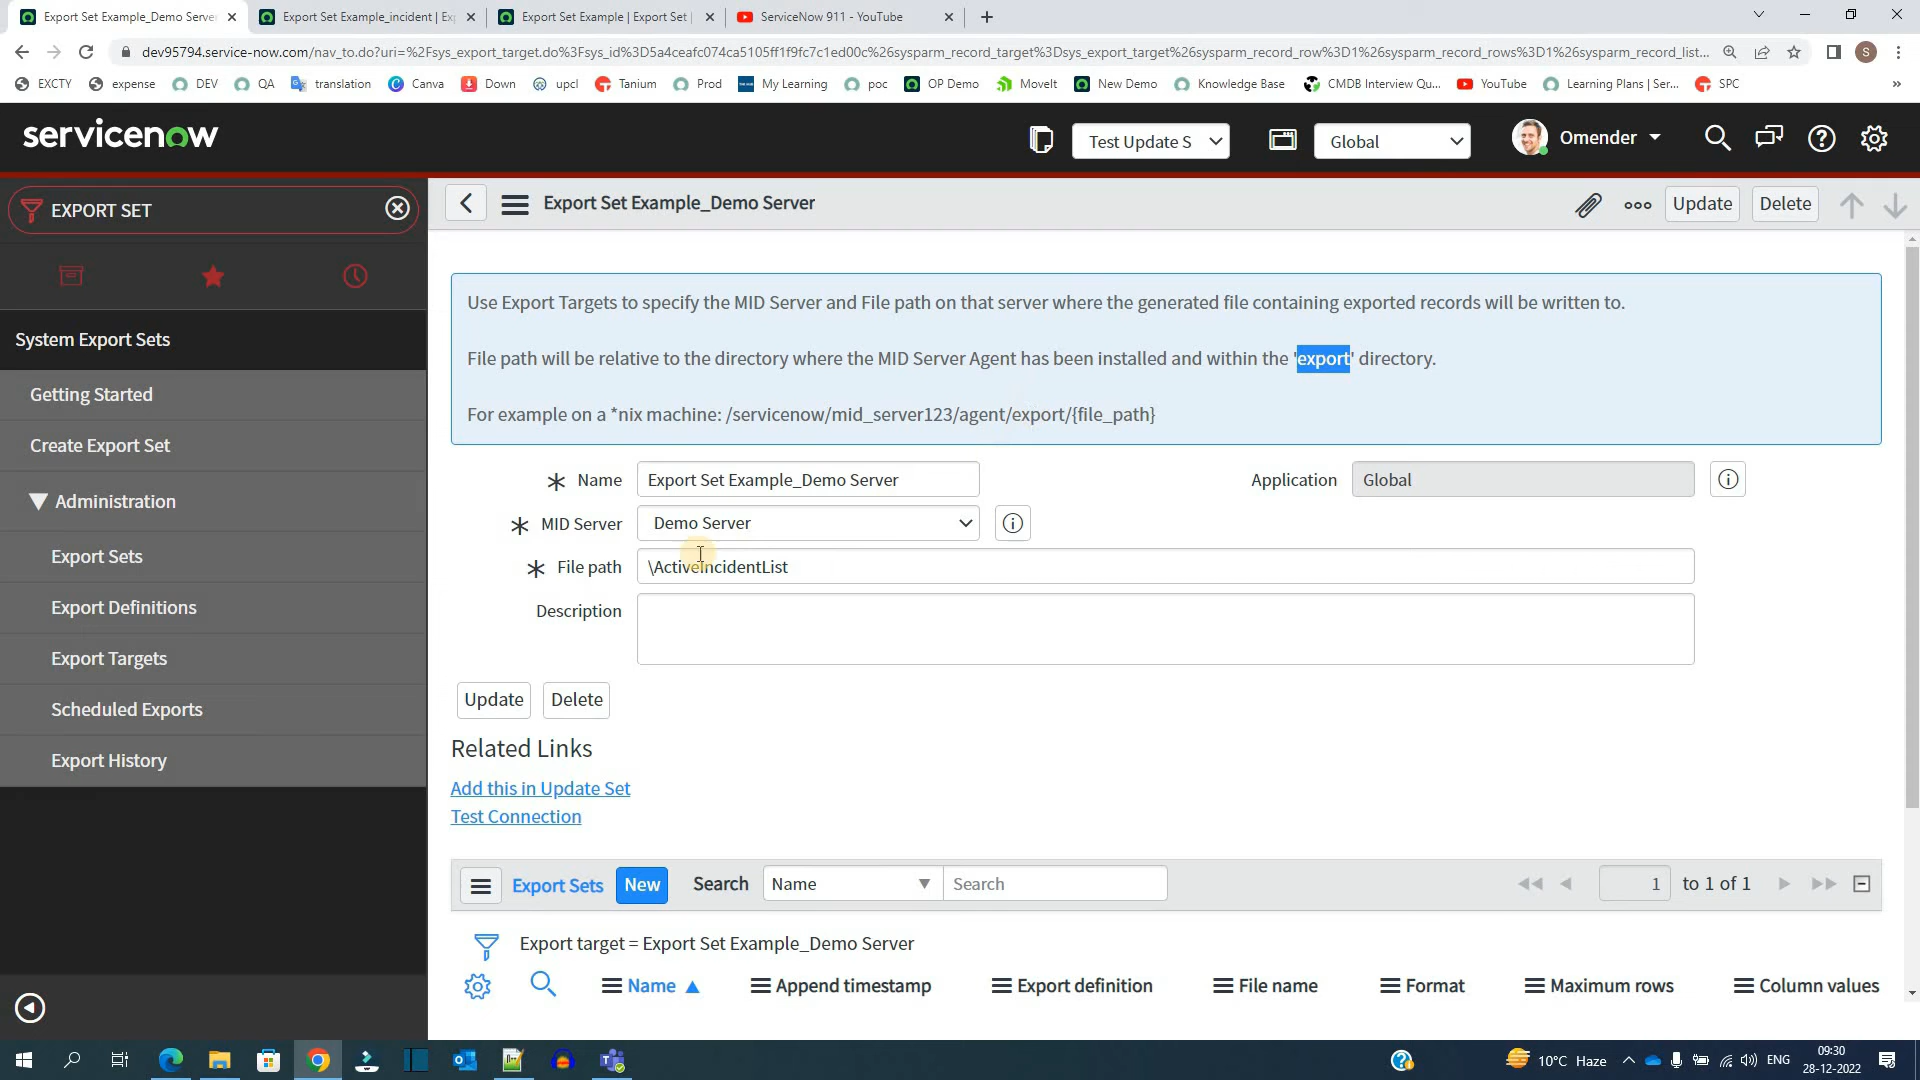 Export Set Example_Demo Server
Export Set Example_incident | Ex
Export Set Example | Export Set |
ServiceNow 911 - YouTube
dev95794.service-now.com/nav_to.do?uri=%2Fsys_export_target.do%3Fsys_id%3D5a4ceafc074ca5105ff1f9fc7c1ed00c%26sysparm_record_target%3Dsys_export_target%26sysparm_record_row%3D1%26sysparm_record_rows%3D1%26sysparm_record_list...
S
EXCTY
expense
DEV
QA
translation
Canva
Down
upcl
Tanium
Prod
My Learning
poc
OP Demo
MoveIt
New Demo
Knowledge Base
CMDB Interview Qu...
YouTube
Learning Plans | Ser...
SPC
»
servicenow
Test Update S
Global
Omender
EXPORT SET
System Export Sets
Getting Started
Create Export Set
Administration
Export Sets
Export Definitions
Export Targets
Scheduled Exports
Export History
Export Set Example_Demo Server
Update
Delete
Use Export Targets to specify the MID Server and File path on that server where the generated file containing exported records will be written to.
File path will be relative to the directory where the MID Server Agent has been installed and within the 'export' directory.
For example on a *nix machine: /servicenow/mid_server123/agent/export/{file_path}
Name
Export Set Example_Demo Server
Application
Global
MID Server
Demo Server
File path
\ActiveIncidentList
Description
Update
Delete
Related Links
Add this in Update Set
Test Connection
Export Sets
New
Search
Name
Search
1
to 1 of 1
Export target = Export Set Example_Demo Server
Name
Append timestamp
Export definition
File name
Format
Maximum rows
Column values
10°C Haze
ENG
09:30
28-12-2022